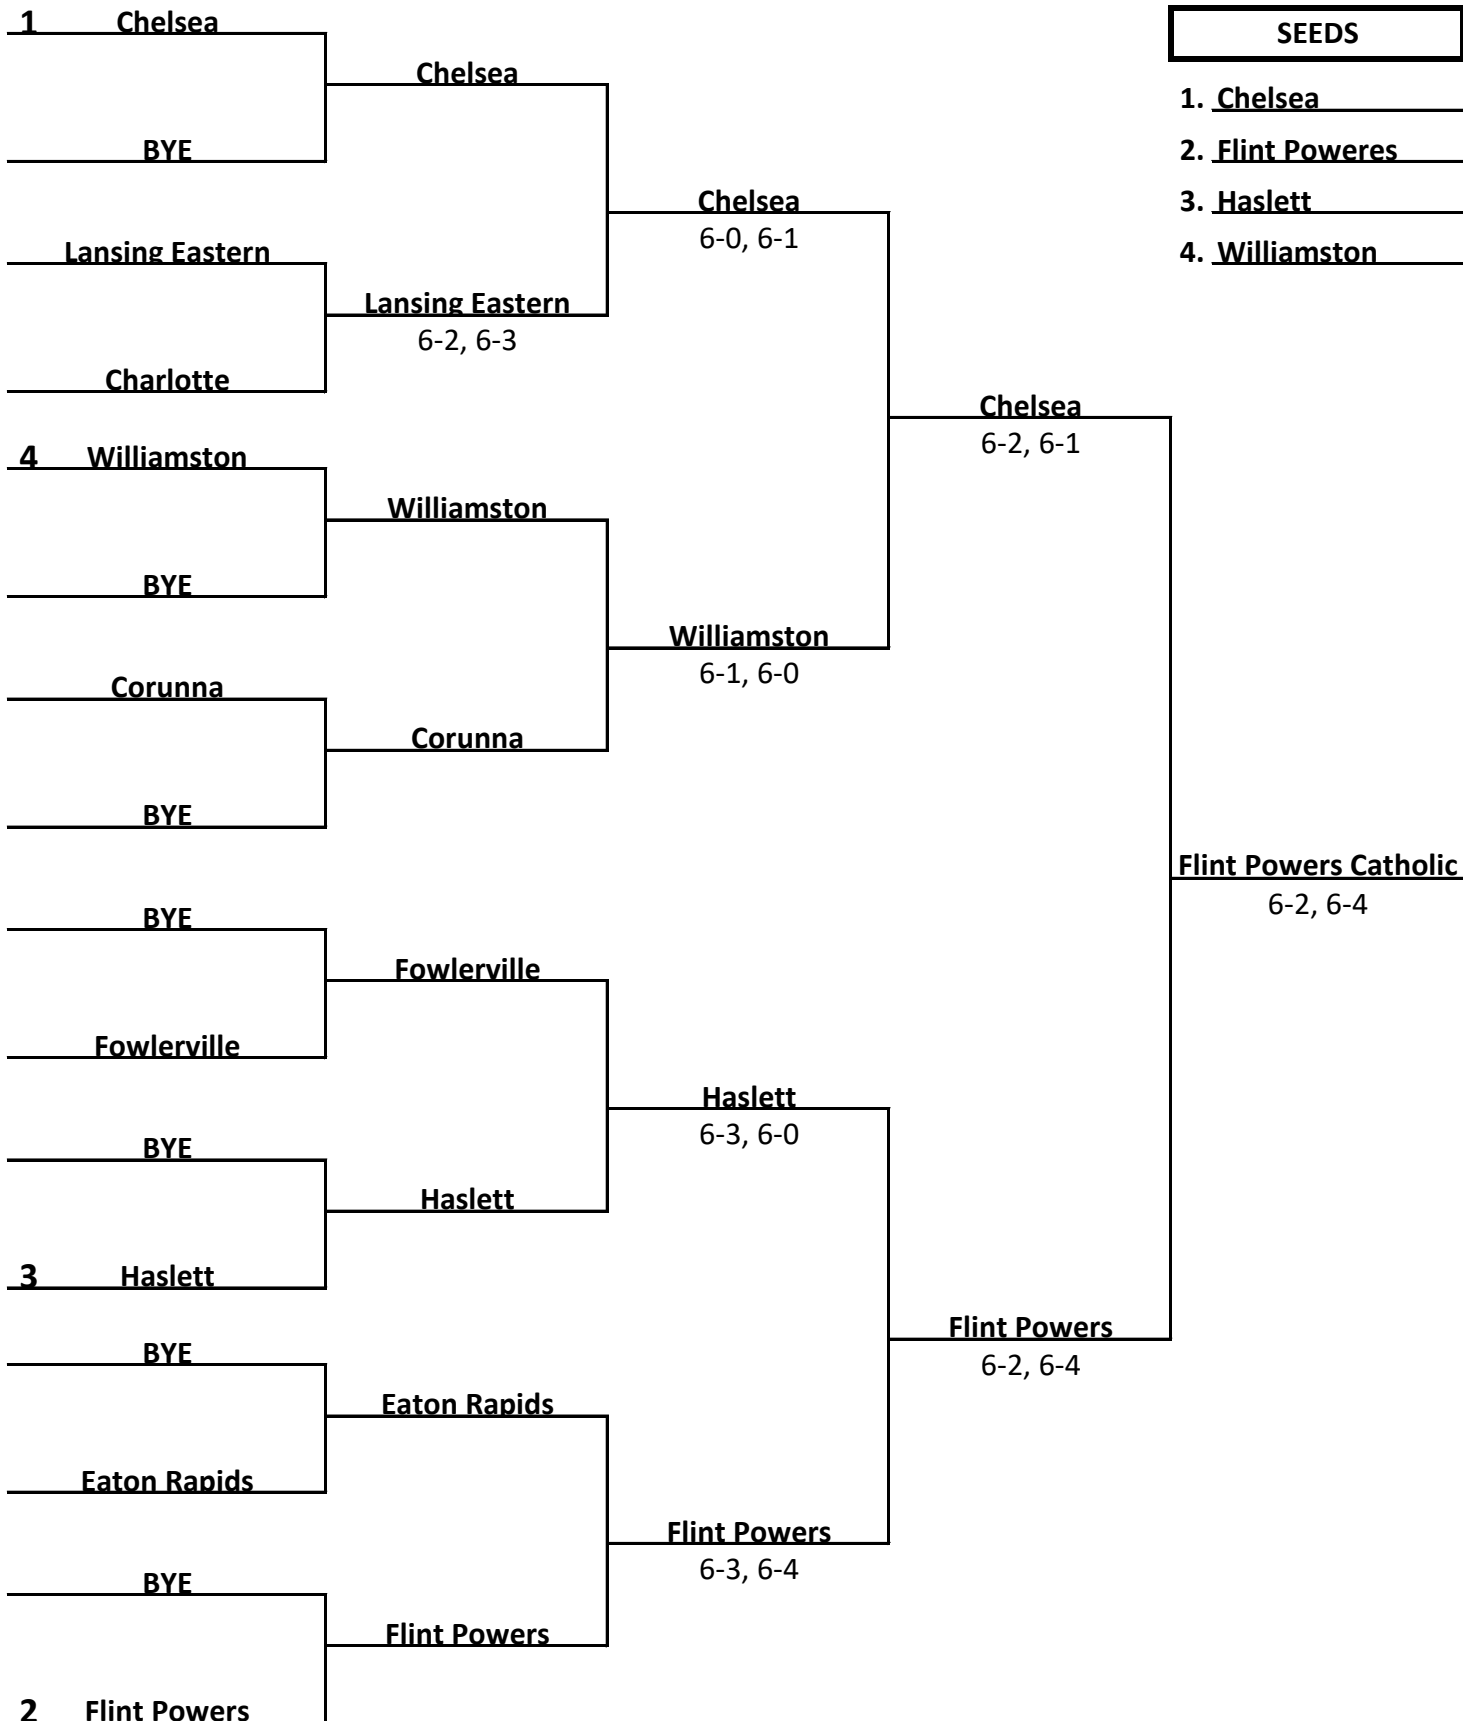 1 Chelsea
SEEDS
Chelsea
1. Chelsea
BYE
2. Flint Poweres
Chelsea
3. Haslett
6-0, 6-1
Lansing Eastern
4. Williamston
Lansing Eastern
6-2, 6-3
Charlotte
Chelsea
6-2, 6-1
4 Williamston
Williamston
BYE
Williamston
6-1, 6-0
Corunna
Corunna
BYE
Flint Powers Catholic
6-2, 6-4
BYE
Fowlerville
Fowlerville
Haslett
6-3, 6-0
BYE
Haslett
3 Haslett
Flint Powers
6-2, 6-4
BYE
Eaton Rapids
Eaton Rapids
Flint Powers
6-3, 6-4
BYE
Flint Powers
2 Flint Powers